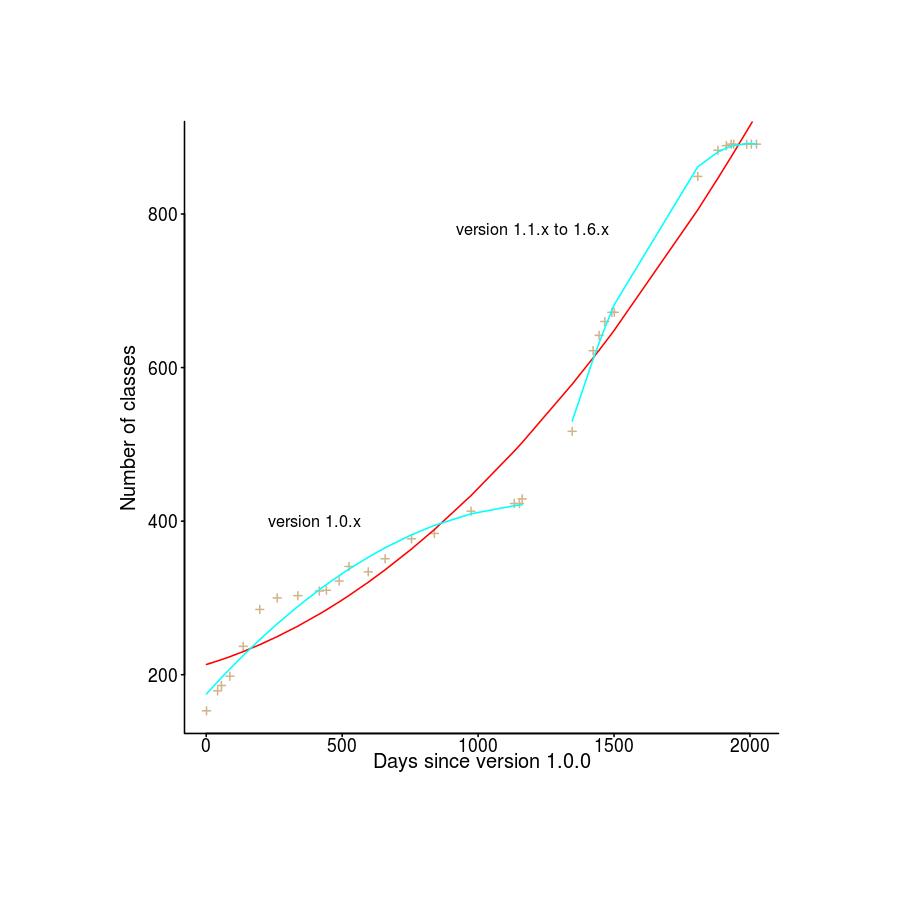 800
600
400
200
Number of classes
version 1.1.x to 1.6.x
version 1.0.x
0 500 1000 1500 2000
Days since version 1.0.0